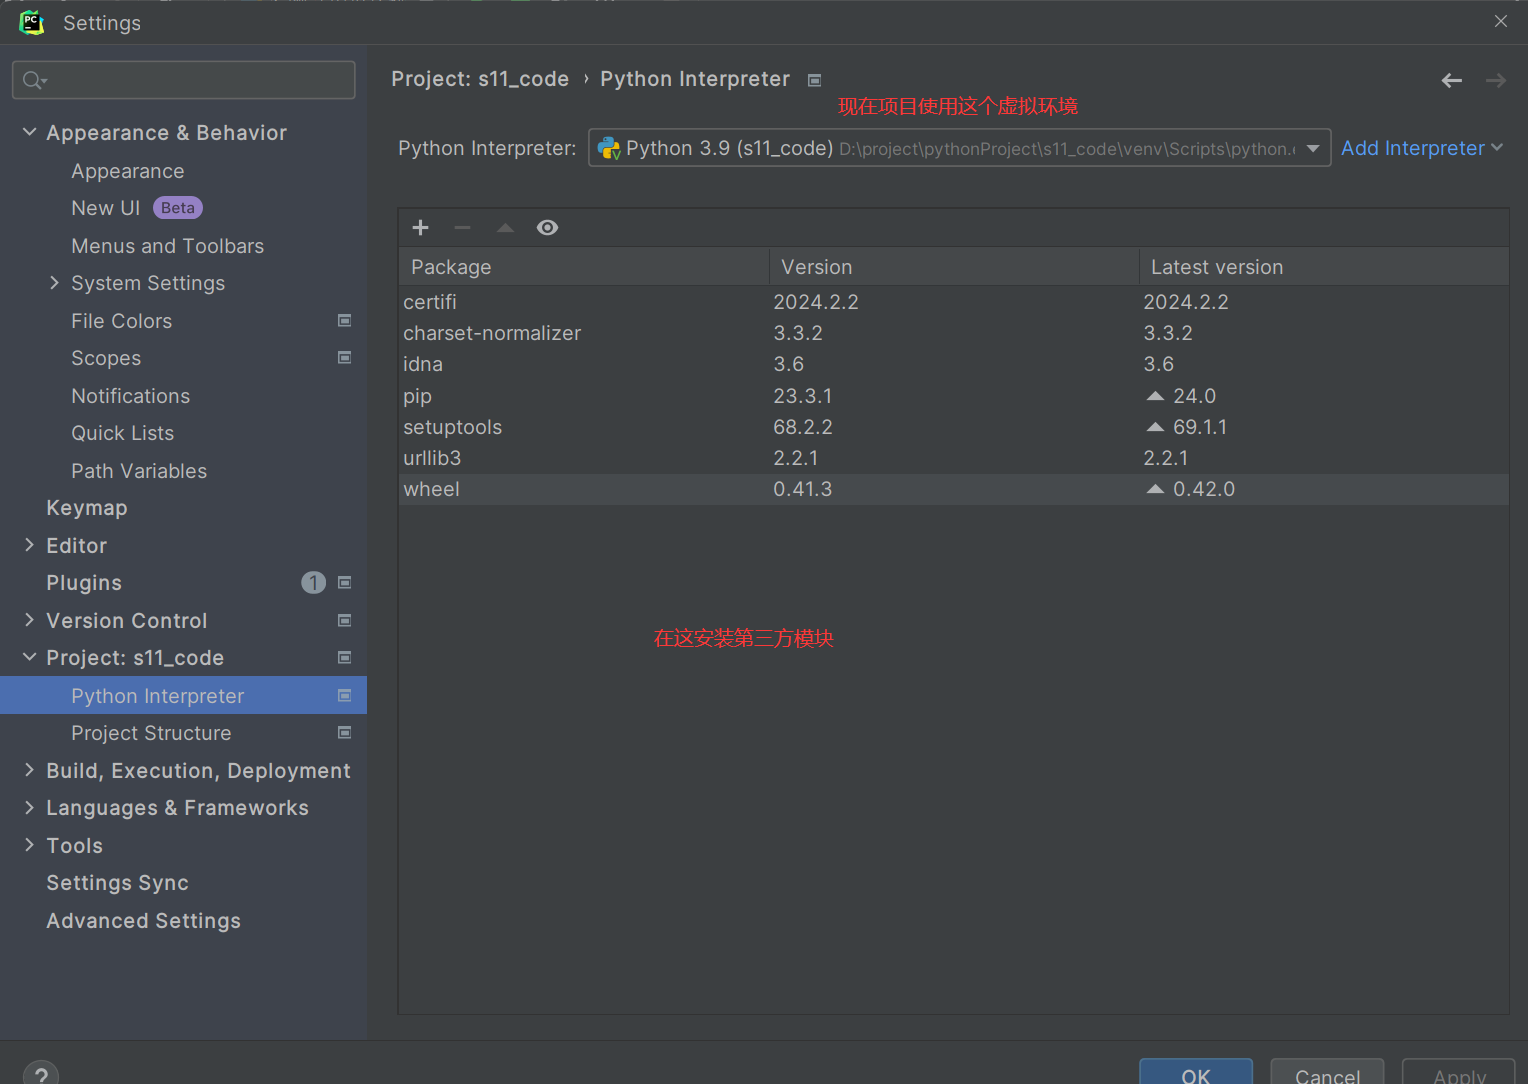 Settings
Project: s11_code › Python Interpreter
现在项目使用这个虚拟环境
Python Interpreter: Python 3.9 (s11_code) D:\project\pythonProject\s11_code\venv\Scripts\python. Add Interpreter
Appearance & Behavior
Appearance
New UI Beta
Menus and Toolbars
System Settings
File Colors
Scopes
Notifications
Quick Lists
Path Variables
Keymap
Editor
Plugins 1
Version Control
Project: s11_code
Python Interpreter
Project Structure
Build, Execution, Deployment
Languages & Frameworks
Tools
Settings Sync
Advanced Settings
Package Version Latest version
certifi 2024.2.2 2024.2.2
charset-normalizer 3.3.2 3.3.2
idna 3.6 3.6
pip 23.3.1 24.0
setuptools 68.2.2 69.1.1
urllib3 2.2.1 2.2.1
wheel 0.41.3 0.42.0
在这安装第三方模块
? OK Cancel Apply